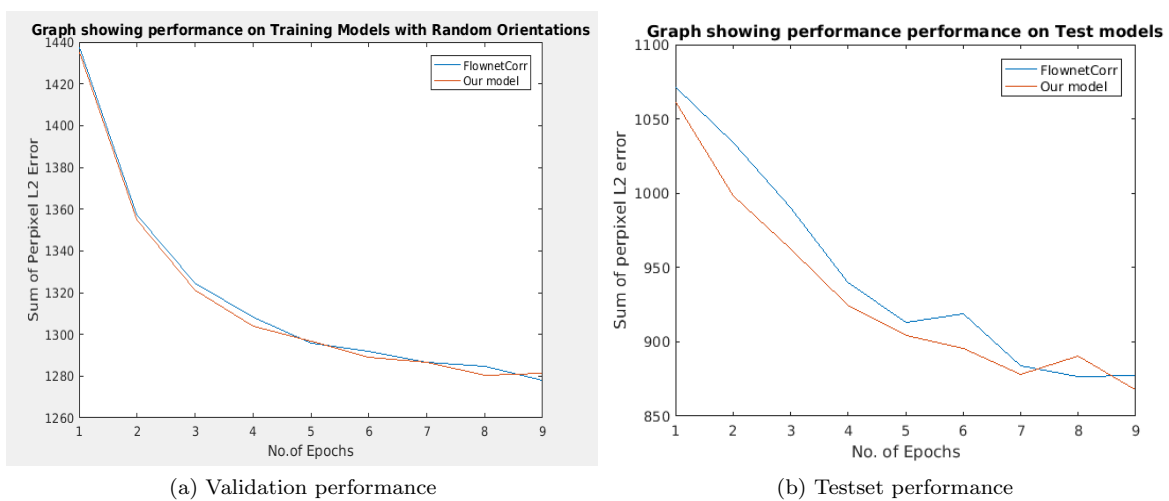 Graph showing performance on Training Models with Random Orientations
1440
1420
1400
1380
1360
1340
1320
1300
1280
1260
Sum of Perpixel L2 Error
FlownetCorr
Our model
1 2 3 4 5 6 7 8 9
No.of Epochs
(a) Validation performance
Graph showing performance performance on Test models
1100
1050
1000
950
900
850
Sum of perpixel L2 error
FlownetCorr
Our model
1 2 3 4 5 6 7 8 9
No. of Epochs
(b) Testset performance